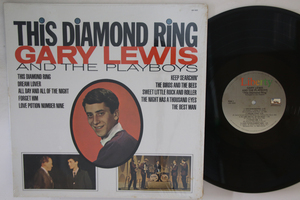 THIS DIAMOND RING
GARY LEWIS
AND THE PLAYBOYS
THIS DIAMOND RING
DREAM LOVER
ALL DAY AND ALL OF THE NIGHT
FORGET HIM
LOVE POTION NUMBER NINE
KEEP SEARCHIN'
THE BIRDS AND THE BEES
SWEET LITTLE ROCK AND ROLLER
THE NIGHT HAS A THOUSAND EYES
THE BEST MAN